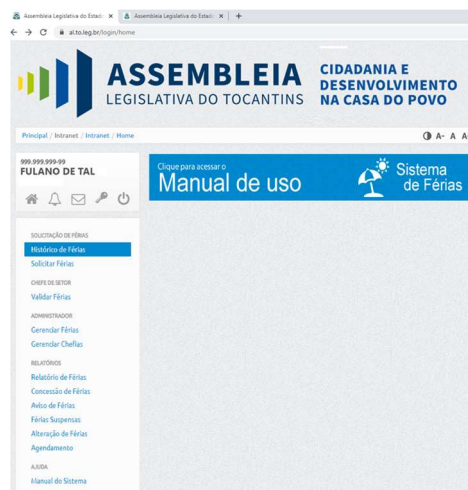 Assembleia Legislativa do Estado
Assembleia Legislativa do Estado
al.to.leg.br/login/home
ASSEMBLEIA
LEGISLATIVA DO TOCANTINS
CIDADANIA E
DESENVOLVIMENTO
NA CASA DO POVO
Principal / Intranet / Intranet / Home
A- A A
999.999.999-99
FULANO DE TAL
Clique para acessar o
Manual de uso
Sistema
de Férias
SOLICITAÇÃO DE FÉRIAS
Histórico de Férias
Solicitar Férias
CHEFE DE SETOR
Validar Férias
ADMINISTRADOR
Gerenciar Férias
Gerenciar Chefias
RELATÓRIOS
Relatório de Férias
Concessão de Férias
Aviso de Férias
Férias Suspensas
Alteração de Férias
Agendamento
AJUDA
Manual do Sistema